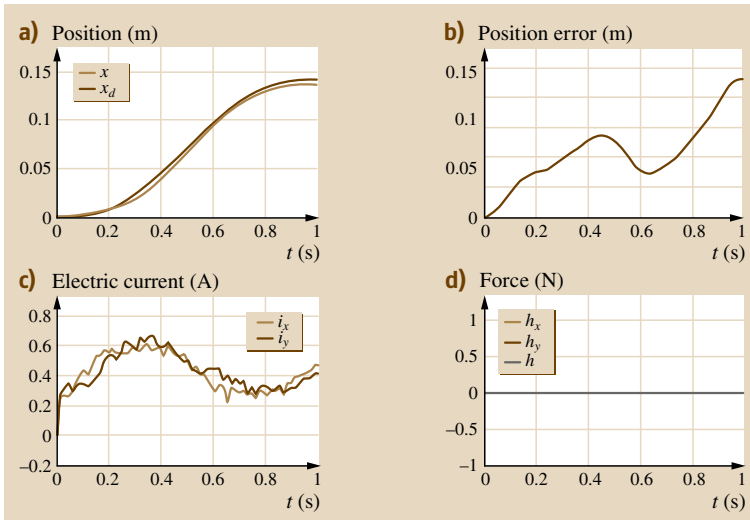 a) Position (m)
0.15
0.1
0.05
0
x
x_d
0 0.2 0.4 0.6 0.8 1
t (s)
b) Position error (m)
0.15
0.1
0.05
0
0 0.2 0.4 0.6 0.8 1
t (s)
c) Electric current (A)
0.8
0.6
0.4
0.2
0
–0.2
i_x
i_y
0 0.2 0.4 0.6 0.8 1
t (s)
d) Force (N)
1
0.5
0
–0.5
–1
h_x
h_y
h
0 0.2 0.4 0.6 0.8 1
t (s)